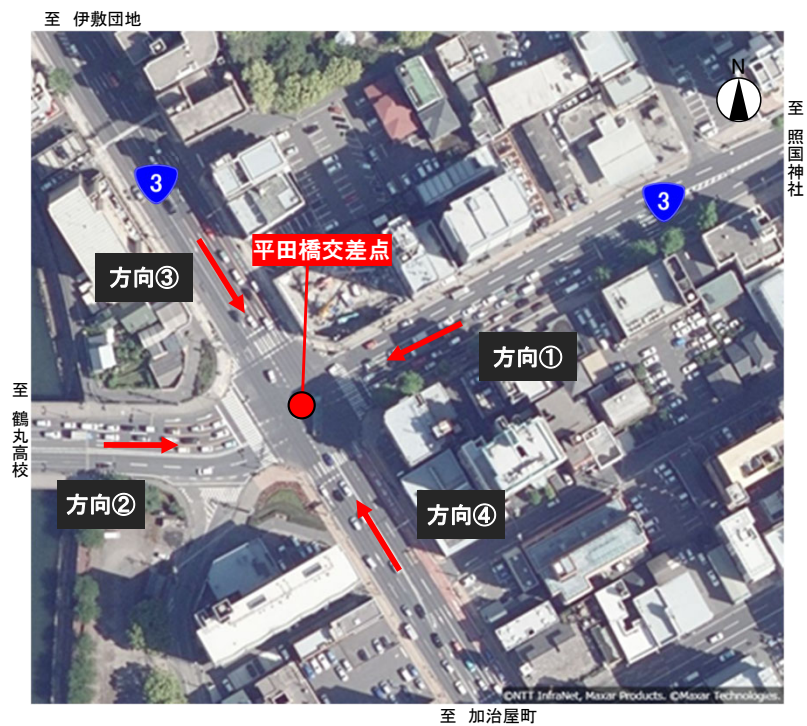 至 伊敷団地
N
至 照国神社
3
3
平田橋交差点
方向③
方向①
至 鶴丸高校
方向②
方向④
©NTT InfraNet, Maxar Products. ©Maxar Technologies.
至 加治屋町